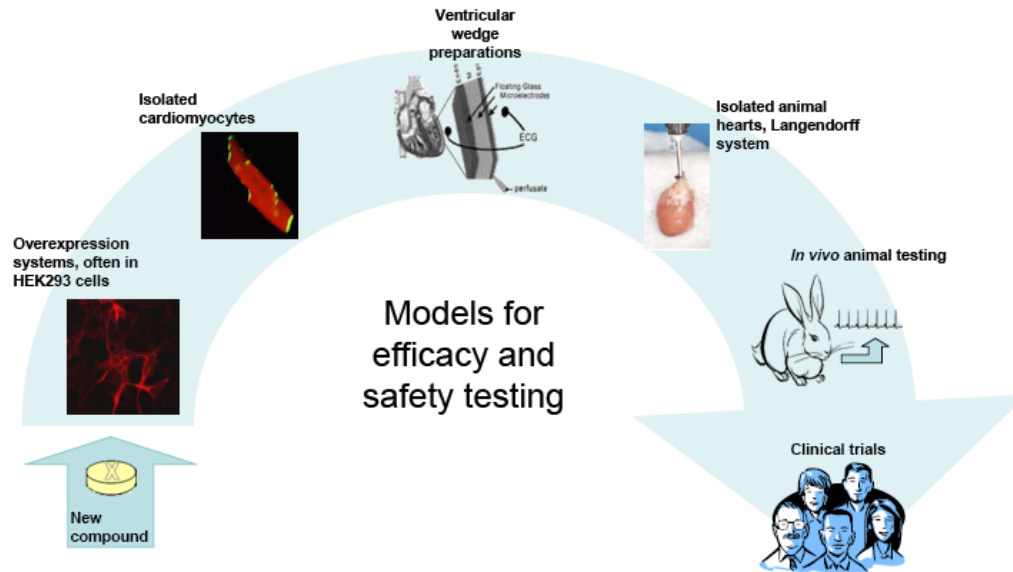 Ventricular
wedge
preparations
Floating Glass
Microelectrodes
ECG
perfusate
Isolated
cardiomyocytes
Isolated animal
hearts, Langendorff
system
Overexpression
systems, often in
HEK293 cells
In vivo animal testing
Models for
efficacy and
safety testing
Clinical trials
X
New
compound